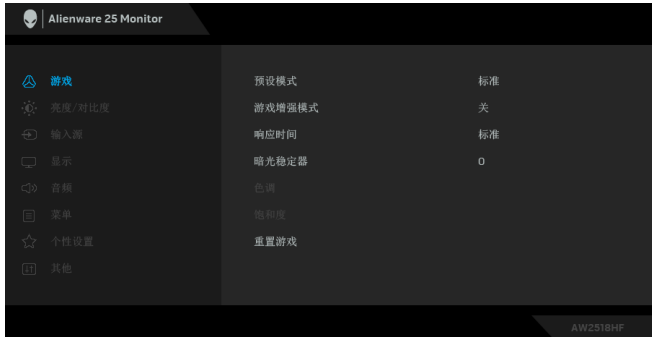 Alienware 25 Monitor
游戏
预设模式 标准
亮度/对比度
游戏增强模式 关
输入源
响应时间 标准
显示
暗光稳定器 0
音频
色调
菜单
饱和度
个性设置
重置游戏
其他
AW2518HF